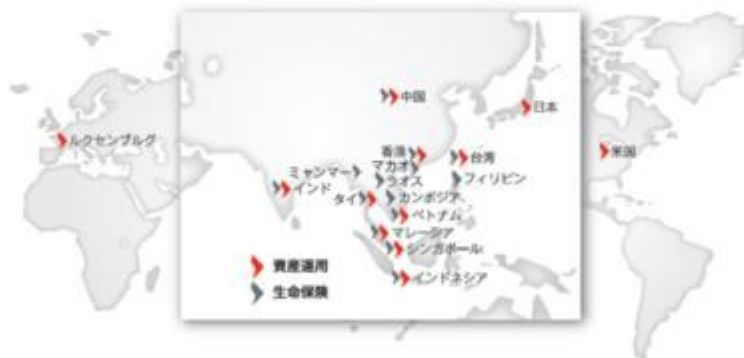 中国
日本
ルクセンブルグ
香港
台湾
米国
マカオ
ミャンマー
ラオス
フィリピン
インド
タイ
カンボジア
ベトナム
マレーシア
シンガポール
資産運用
インドネシア
生命保険